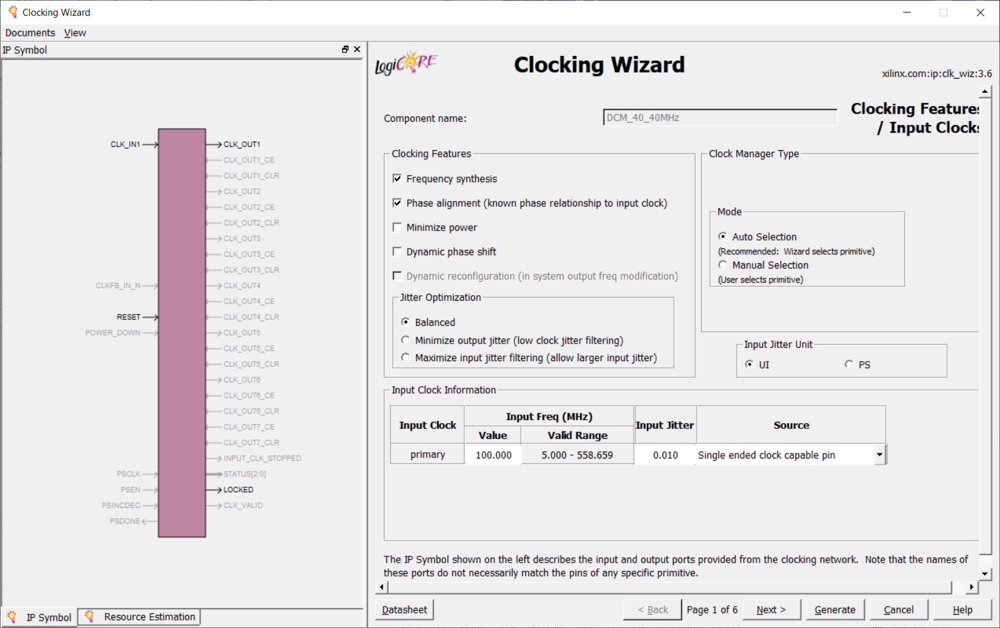 Clocking Wizard
Documents View
IP Symbol
CLK_IN1
CLKFB_IN_N
RESET
POWER_DOWN
PSCLK
PSEN
PSINCDEC
PSDONE
CLK_OUT1
CLK_OUT1_CE
CLK_OUT1_CLR
CLK_OUT2
CLK_OUT2_CE
CLK_OUT2_CLR
CLK_OUT3
CLK_OUT3_CE
CLK_OUT3_CLR
CLK_OUT4
CLK_OUT4_CE
CLK_OUT4_CLR
CLK_OUT5
CLK_OUT5_CE
CLK_OUT5_CLR
CLK_OUT6
CLK_OUT6_CE
CLK_OUT6_CLR
CLK_OUT7_CE
CLK_OUT7_CLR
INPUT_CLK_STOPPED
STATUS[2:0]
LOCKED
CLK_VALID
IP Symbol
Resource Estimation
LogiCORE
Clocking Wizard
xilinx.com:ip:clk_wiz:3.6
Component name:
DCM_40_40MHz
Clocking Features
/ Input Clocks
Clocking Features
Frequency synthesis
Phase alignment (known phase relationship to input clock)
Minimize power
Dynamic phase shift
Dynamic reconfiguration (in system output freq modification)
Jitter Optimization
Balanced
Minimize output jitter (low clock jitter filtering)
Maximize input jitter filtering (allow larger input jitter)
Clock Manager Type
Mode
Auto Selection
(Recommended: Wizard selects primitive)
Manual Selection
(User selects primitive)
Input Jitter Unit
UI PS
Input Clock Information
Input Clock Input Freq (MHz) Input Jitter Source
Value Valid Range
primary 100.000 5.000 - 558.659 0.010 Single ended clock capable pin
The IP Symbol shown on the left describes the input and output ports provided from the clocking network. Note that the names of
these ports do not necessarily match the pins of any specific primitive.
Datasheet < Back Page 1 of 6 Next > Generate Cancel Help